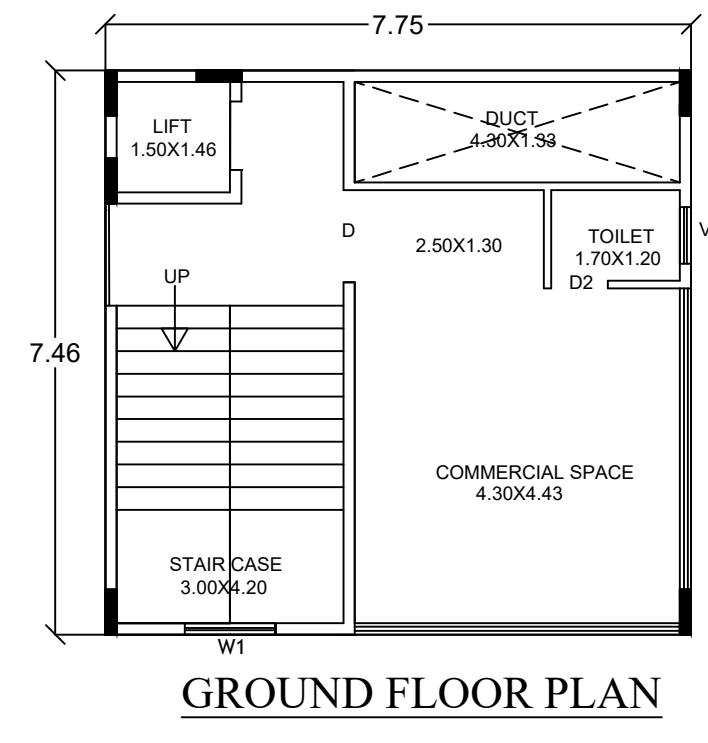 7.75
LIFT
1.50X1.46
DUCT
4.30X1.33
D
2.50X1.30
TOILET
1.70X1.20
V
D2
UP
7.46
COMMERCIAL SPACE
4.30X4.43
STAIR CASE
3.00X4.20
W1
GROUND FLOOR PLAN